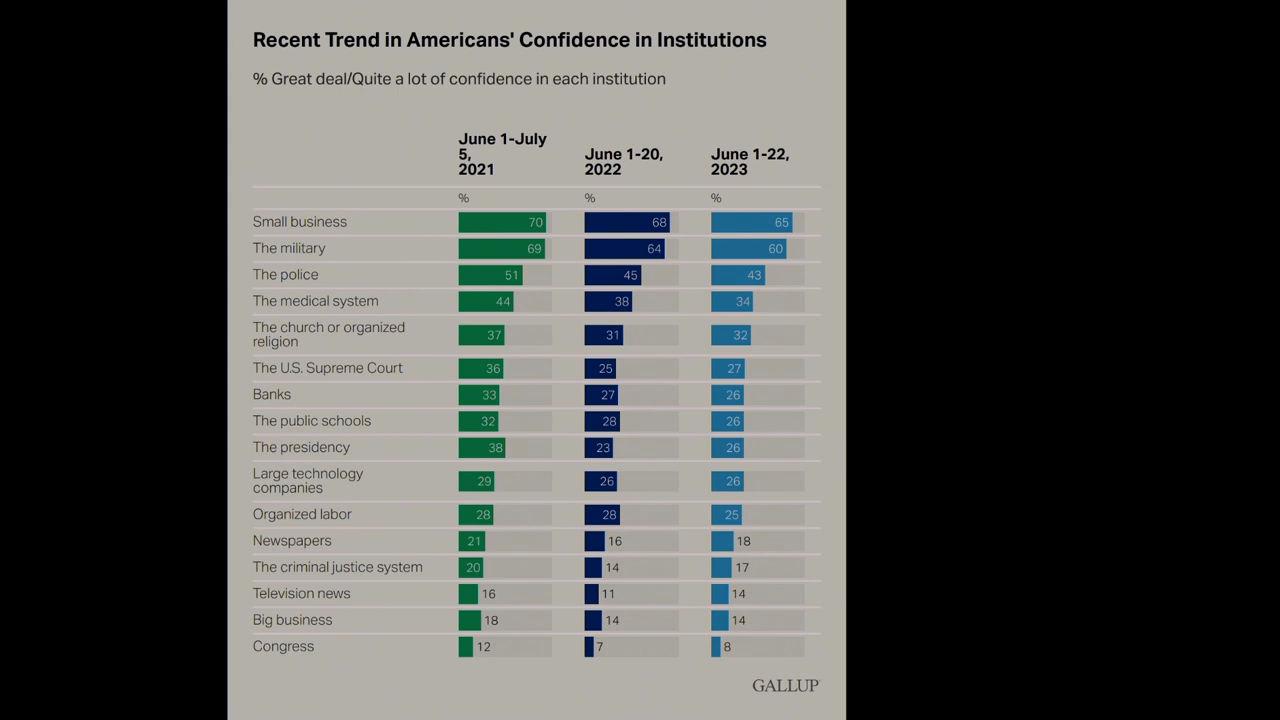 Recent Trend in Americans' Confidence in Institutions
% Great deal/Quite a lot of confidence in each institution
June 1-July
5,
2021
June 1-20,
2022
June 1-22,
2023
% % %
Small business 70 68 65
The military 69 64 60
The police 51 45 43
The medical system 44 38 34
The church or organized
religion 37 31 32
The U.S. Supreme Court 36 25 27
Banks 33 27 26
The public schools 32 28 26
The presidency 38 23 26
Large technology
companies 29 26 26
Organized labor 28 28 25
Newspapers 21 16 18
The criminal justice system 20 14 17
Television news 16 11 14
Big business 18 14 14
Congress 12 7 8
GALLUP